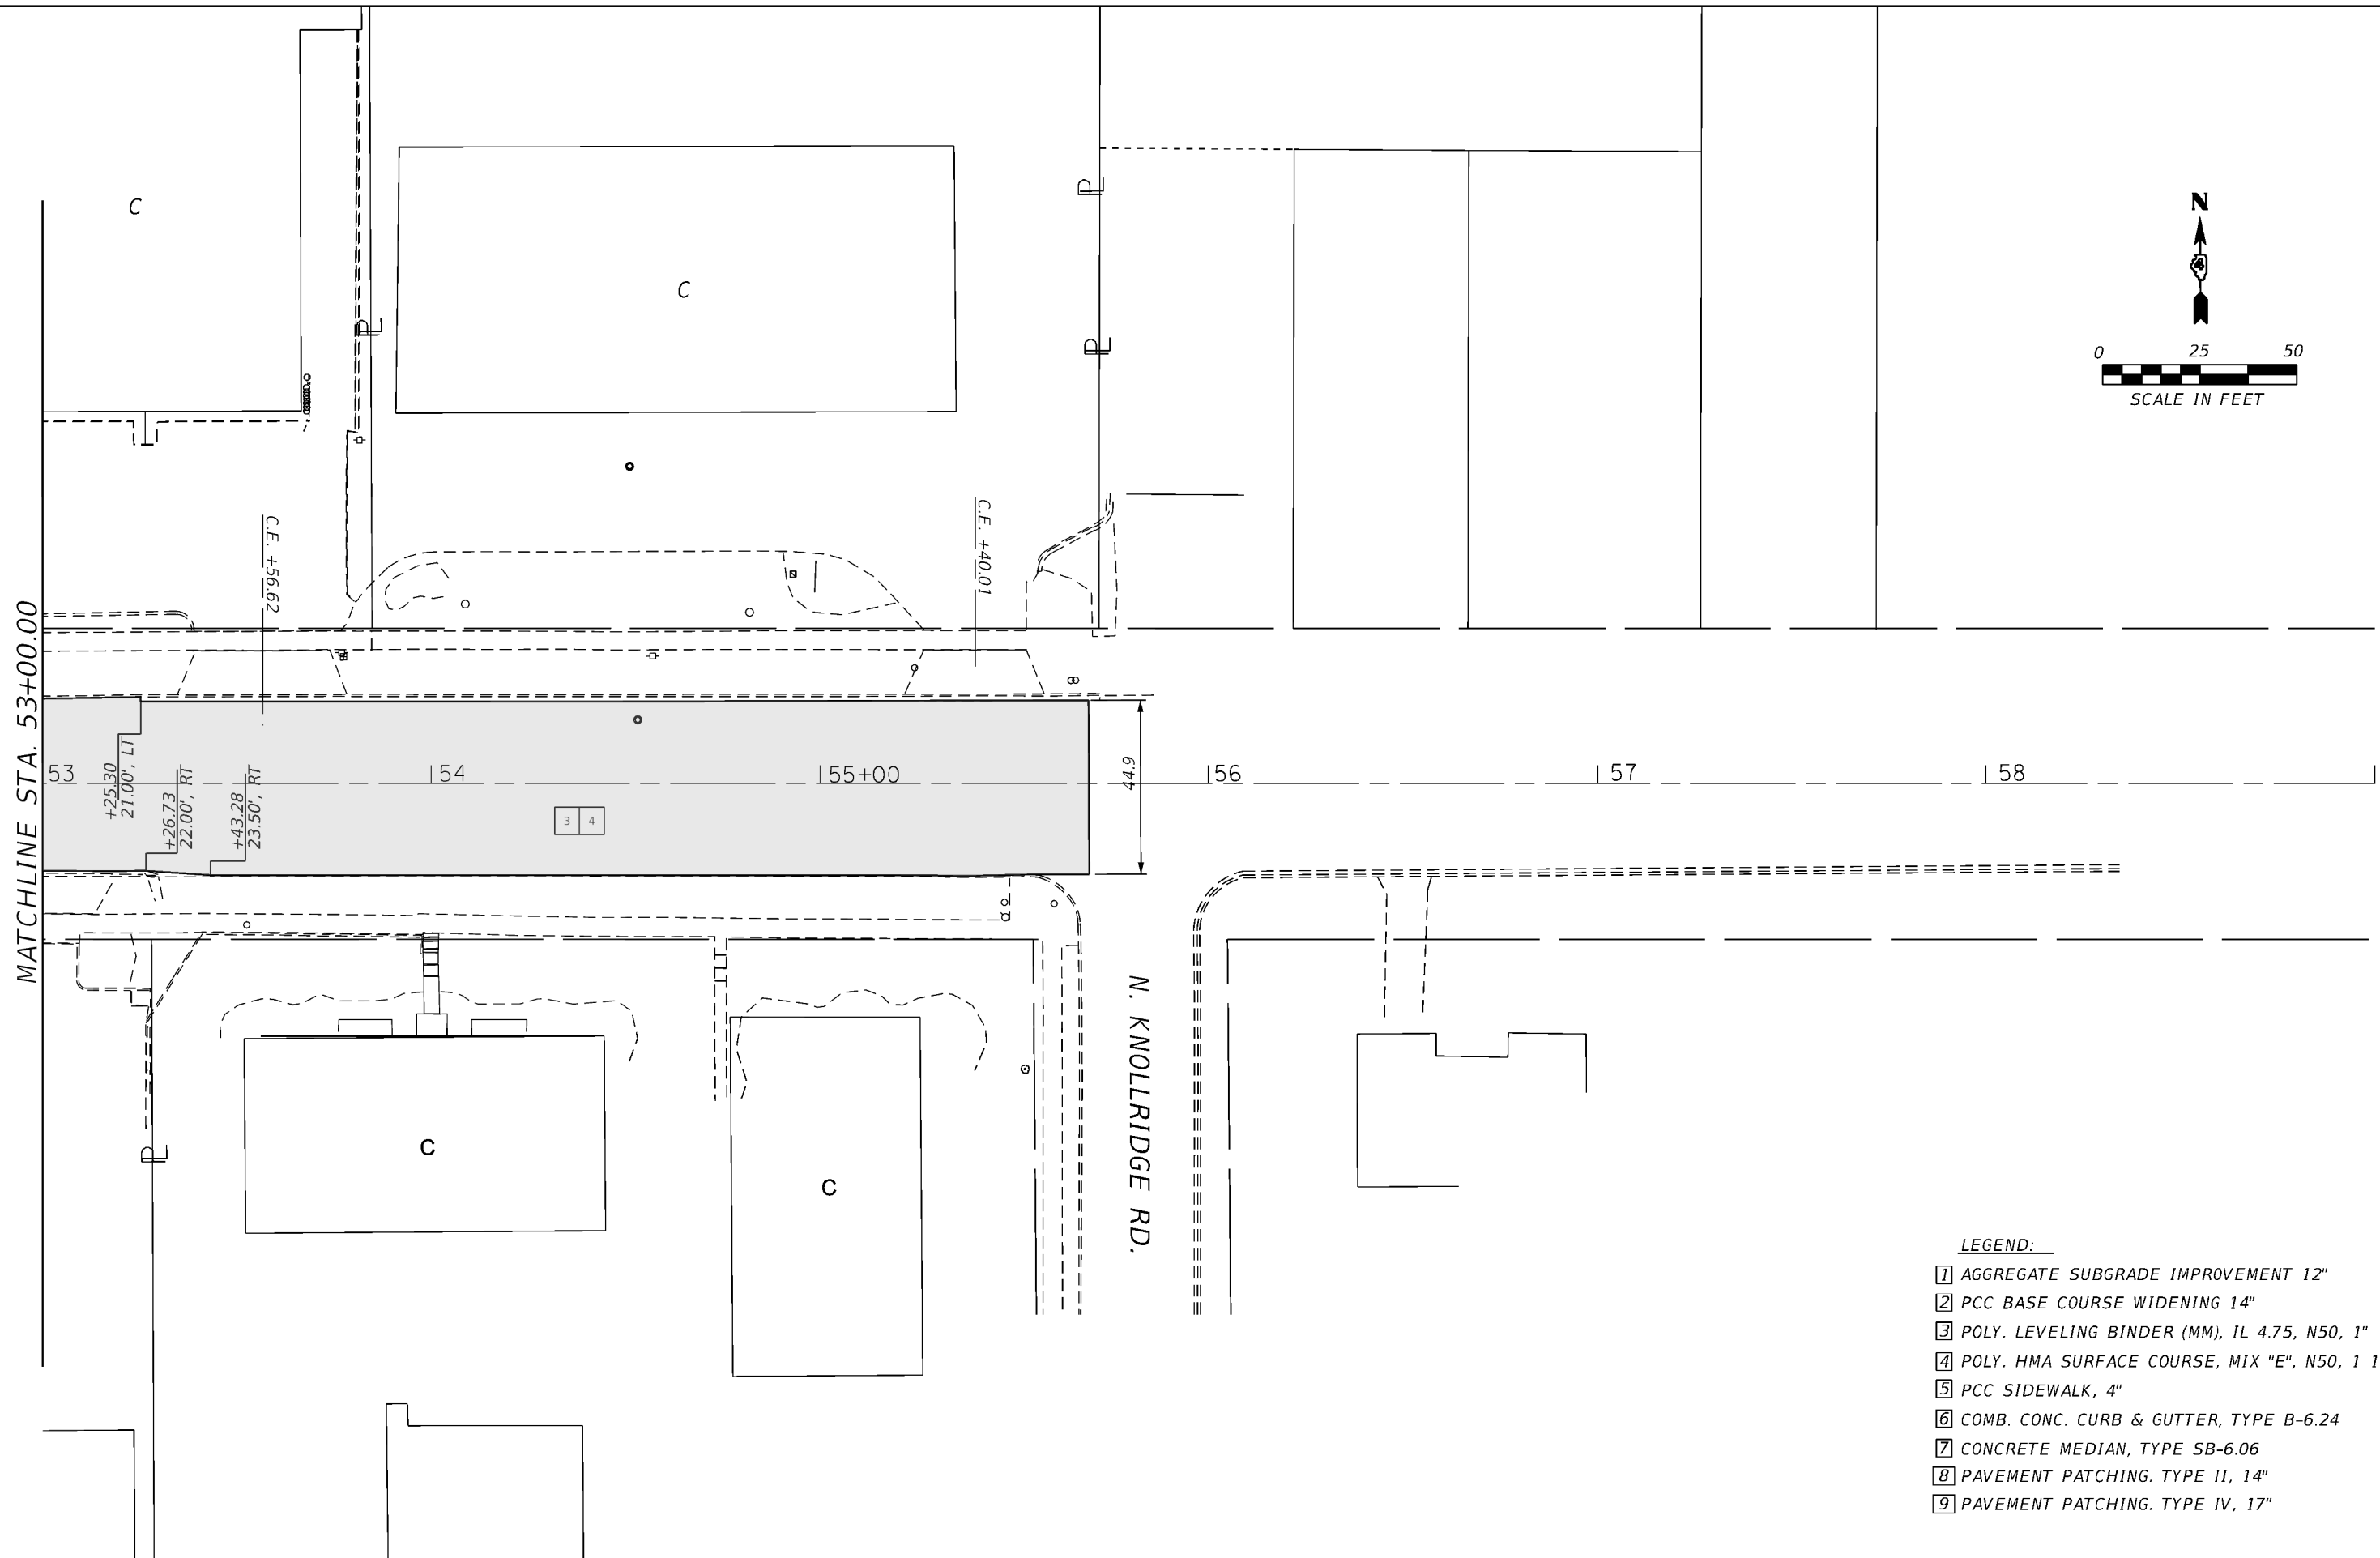 C
C
P
L
P
L
P
L
N
4
0 25 50
SCALE IN FEET
C.E. +56.62
C.E. +40.01
MATCHLINE STA. 53+00.00
53
54
55+00
56
57
58
+25.30
21.00', LT
+26.73
22.00', RT
+43.28
23.50', RT
3 4
44.9
N. KNOLLRIDGE RD.
P
L
C
C
LEGEND:
1 AGGREGATE SUBGRADE IMPROVEMENT 12"
2 PCC BASE COURSE WIDENING 14"
3 POLY. LEVELING BINDER (MM), IL 4.75, N50, 1"
4 POLY. HMA SURFACE COURSE, MIX "E", N50, 1 1
5 PCC SIDEWALK, 4"
6 COMB. CONC. CURB & GUTTER, TYPE B-6.24
7 CONCRETE MEDIAN, TYPE SB-6.06
8 PAVEMENT PATCHING. TYPE II, 14"
9 PAVEMENT PATCHING. TYPE IV, 17"